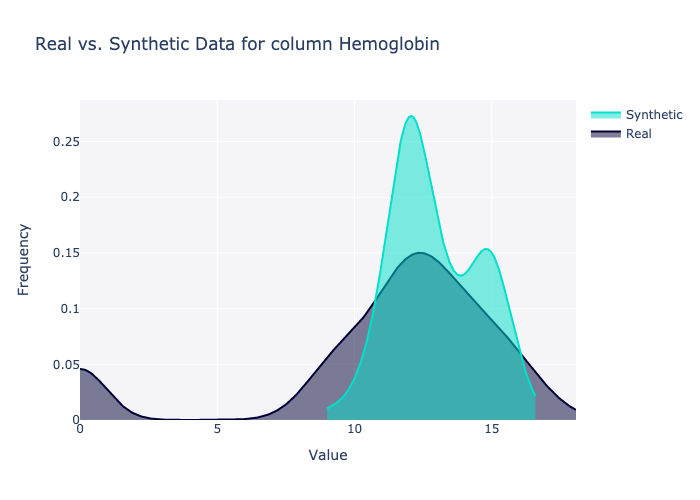 Real vs. Synthetic Data for column Hemoglobin
Synthetic
Real
Frequency
0.25
0.2
0.15
0.1
0.05
0
0
5
10
15
Value